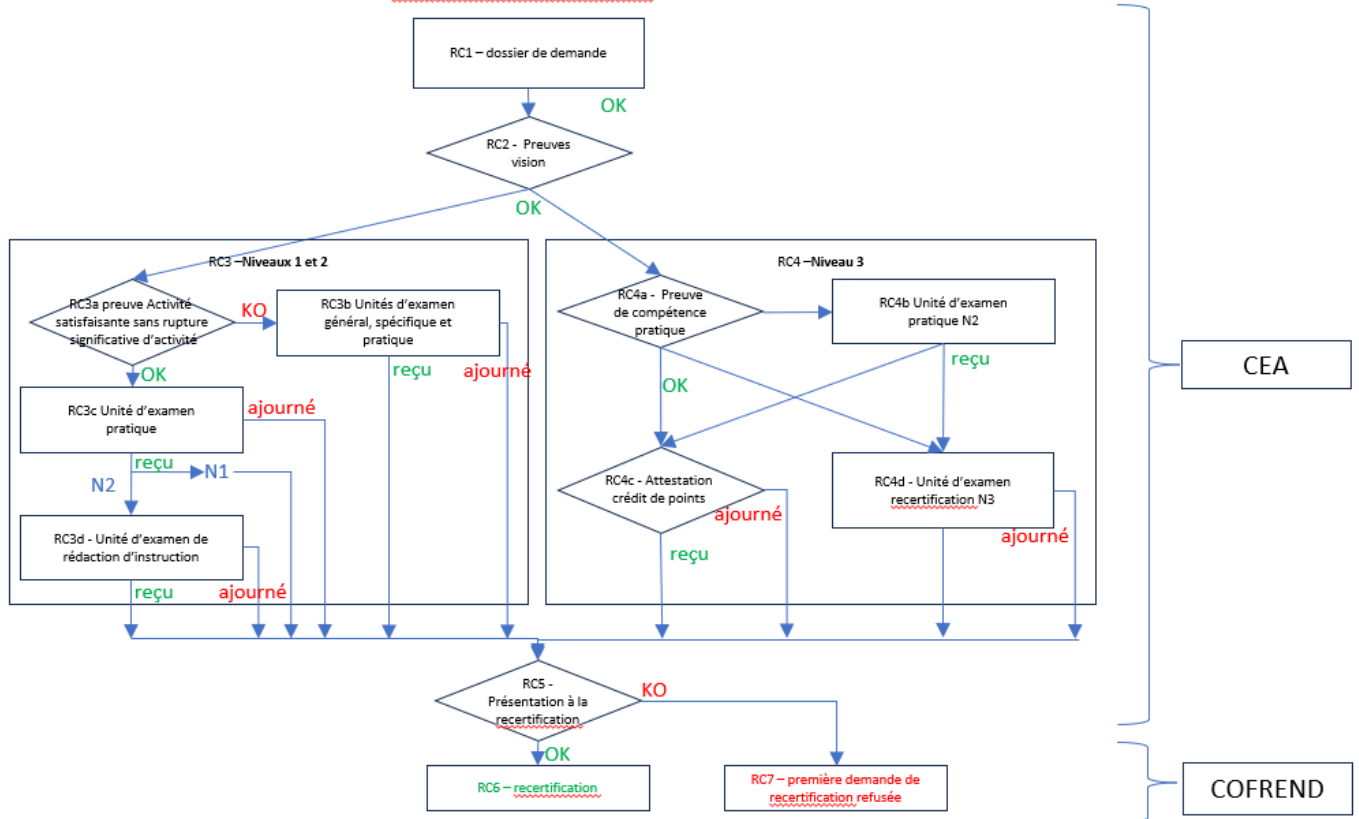 RC1 – dossier de demande
OK
RC2 - Preuves
vision
OK
RC3 –Niveaux 1 et 2
RC3a preuve Activité
satisfaisante sans rupture
significative d'activité
KO
RC3b Unités d'examen
général, spécifique et
pratique
OK
reçu
ajourné
RC3c Unité d'examen
pratique
ajourné
reçu
N2
N1
RC3d - Unité d'examen de
rédaction d'instruction
reçu
ajourné
RC4 –Niveau 3
RC4a - Preuve
de compétence
pratique
RC4b Unité d'examen
pratique N2
OK
reçu
RC4c - Attestation
crédit de points
ajourné
reçu
RC4d - Unité d'examen
recertification N3
ajourné
RC5 -
Présentation à la
recertification
KO
OK
RC6 – recertification
RC7 – première demande de
recertification refusée
CEA
COFREND